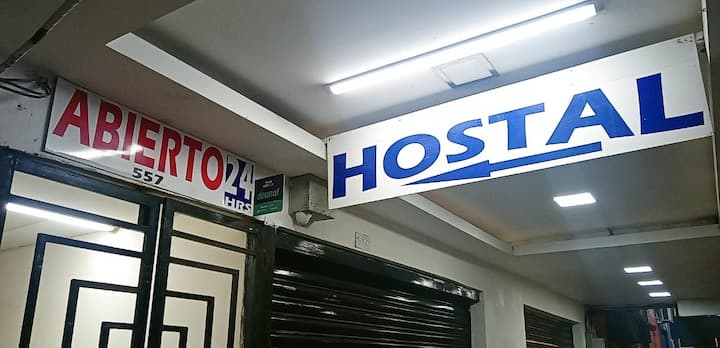 ABIERTO 24
HRS
557
HOSTAL